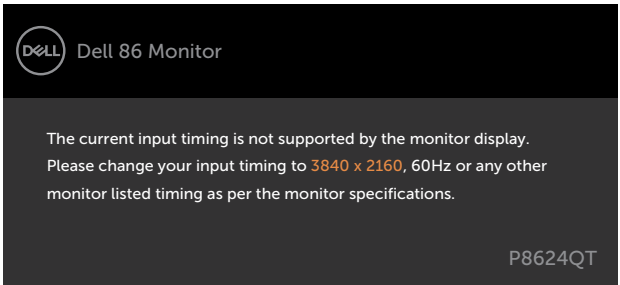 DELL
Dell 86 Monitor
The current input timing is not supported by the monitor display.
Please change your input timing to 3840 x 2160, 60Hz or any other
monitor listed timing as per the monitor specifications.
P8624QT